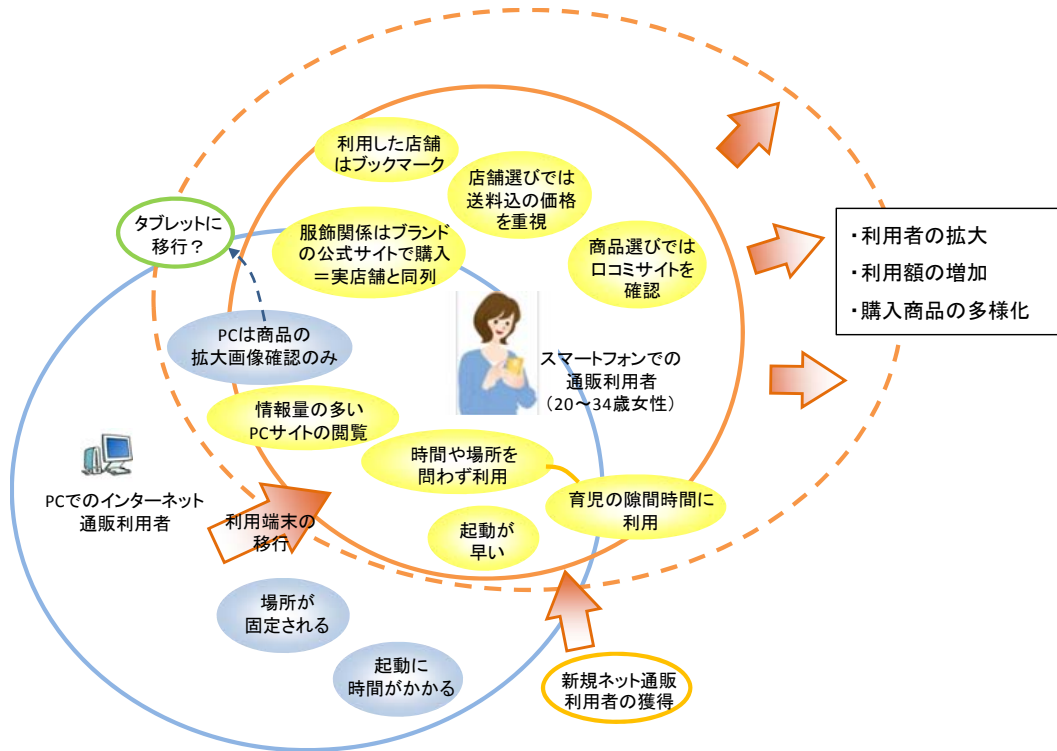 利用した店舗
はブックマーク
店舗選びでは
送料込の価格
を重視
タブレットに
移行？
服飾関係はブランド
の公式サイトで購入
＝実店舗と同列
商品選びでは
口コミサイトを
確認
・利用者の拡大
・利用額の増加
・購入商品の多様化
PCは商品の
拡大画像確認のみ
スマートフォンでの
通販利用者
（20～34歳女性）
情報量の多い
PCサイトの閲覧
時間や場所を
問わず利用
PCでのインターネット
通販利用者
育児の隙間時間に
利用
利用端末の
移行
起動が
早い
場所が
固定される
起動に
時間がかかる
新規ネット通販
利用者の獲得